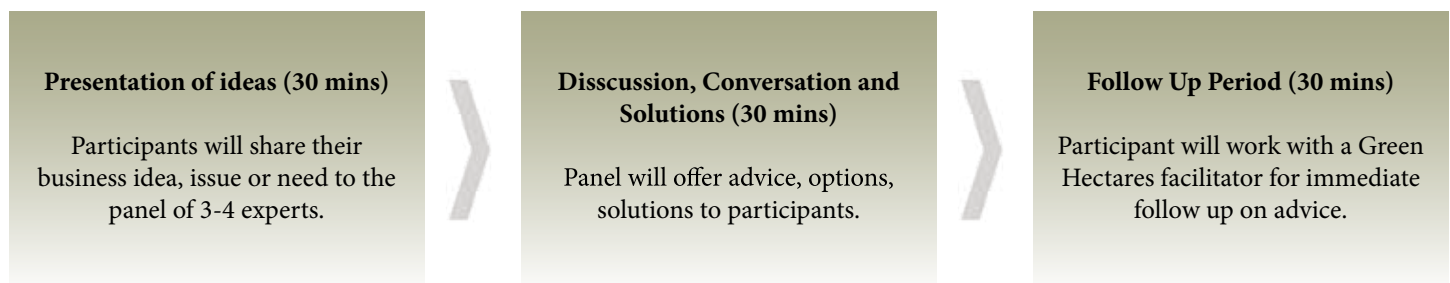 Presentation of ideas (30 mins)
Participants will share their
business idea, issue or need to the
panel of 3-4 experts.
Disscussion, Conversation and
Solutions (30 mins)
Panel will offer advice, options,
solutions to participants.
Follow Up Period (30 mins)
Participant will work with a Green
Hectares facilitator for immediate
follow up on advice.